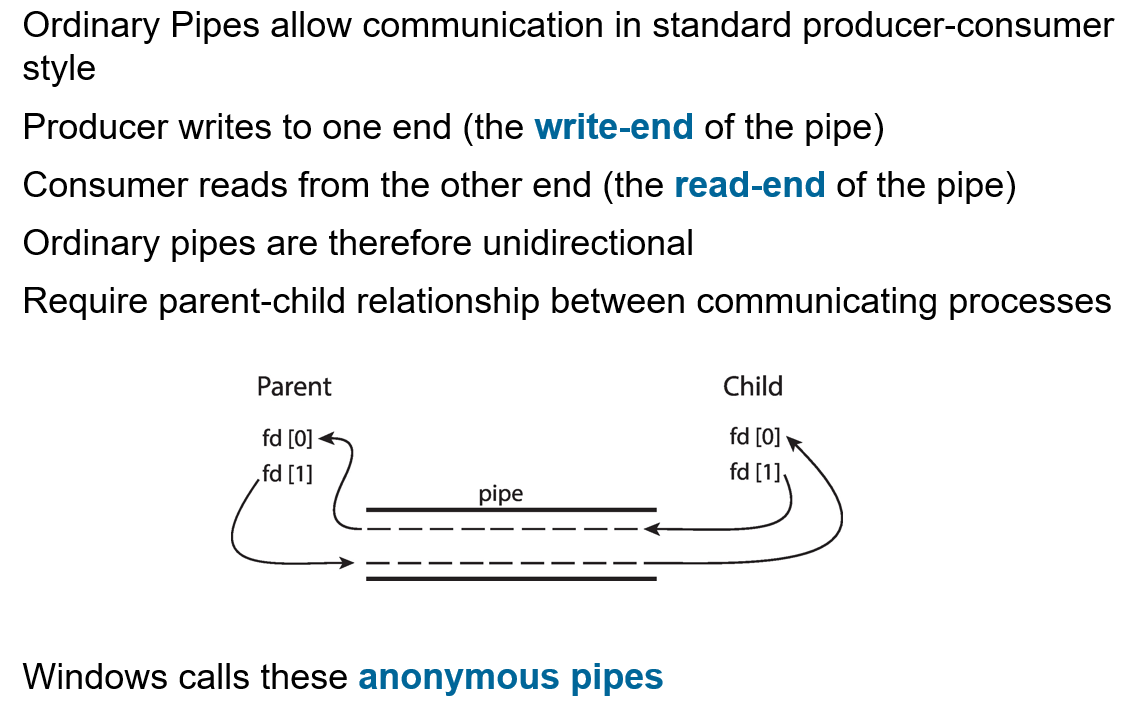 Ordinary Pipes allow communication in standard producer-consumer
style
Producer writes to one end (the write-end of the pipe)
Consumer reads from the other end (the read-end of the pipe)
Ordinary pipes are therefore unidirectional
Require parent-child relationship between communicating processes
Parent Child
fd [0] fd [0]
fd [1] fd [1]
pipe
Windows calls these anonymous pipes